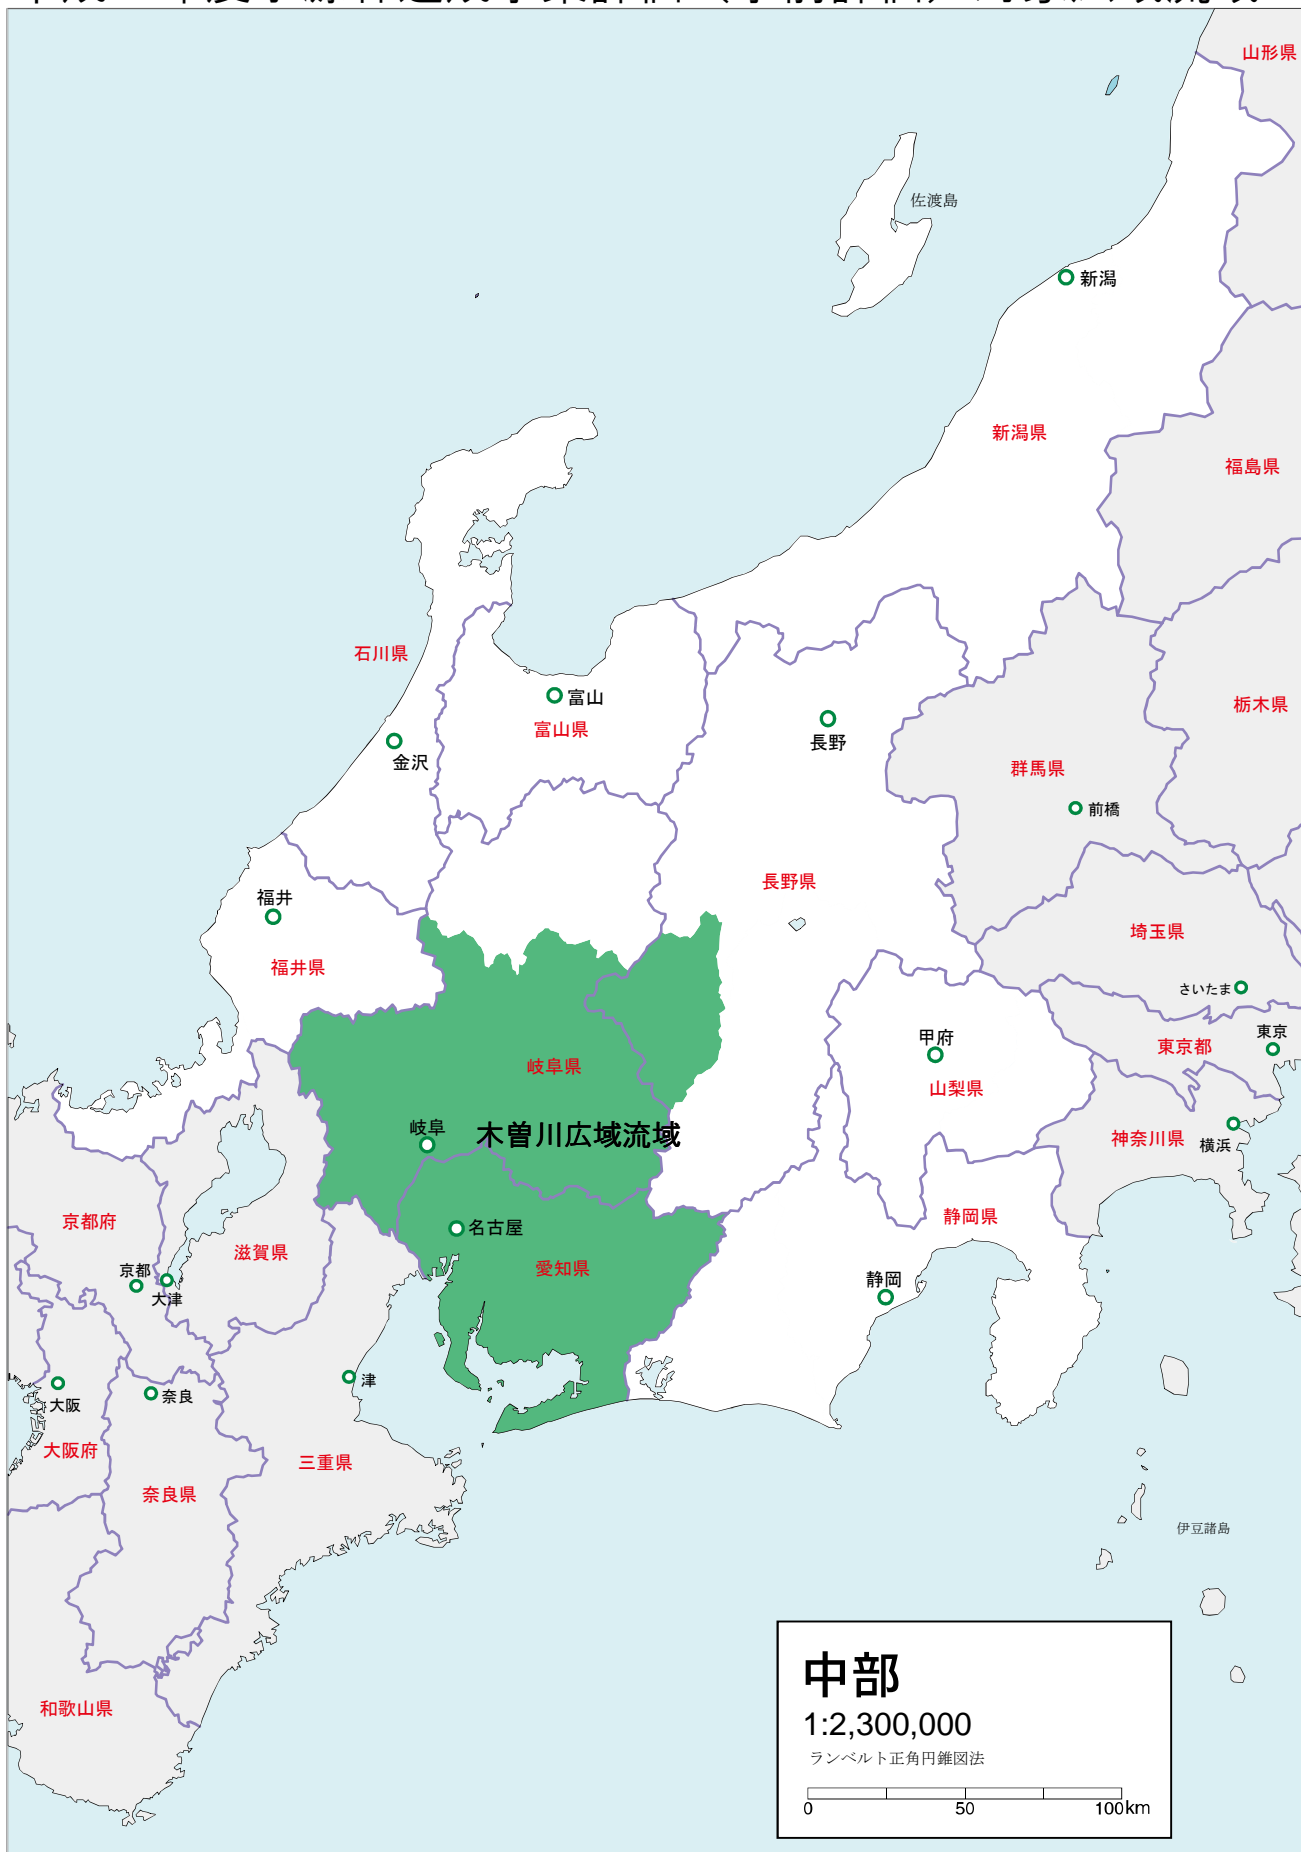 山形県
佐渡島
新潟
新潟県
福島県
石川県
富山
富山県
栃木県
長野
金沢
群馬県
前橋
長野県
福井
埼玉県
福井県
さいたま
東京
甲府
東京都
岐阜県
山梨県
岐阜
木曽川広域流域
神奈川県
横浜
京都府
静岡県
名古屋
滋賀県
愛知県
京都
静岡
大津
津
奈良
大阪
大阪府
三重県
奈良県
伊豆諸島
和歌山県
中部
1:2,300,000
ランベルト正角円錐図法
0 50 100km